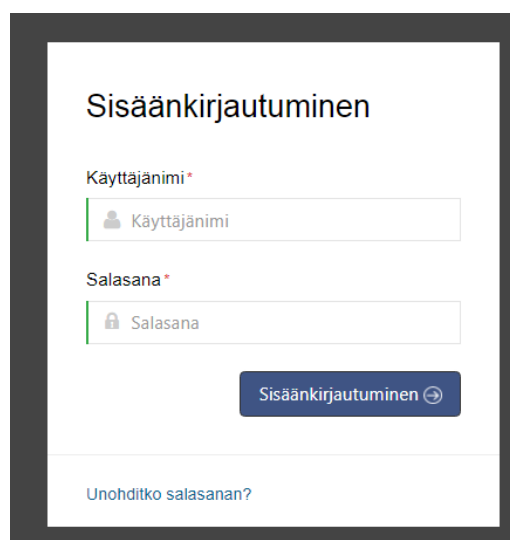 Sisäänkirjautuminen
Käyttäjänimi *
Käyttäjänimi
Salasana *
Salasana
Sisäänkirjautuminen
Unohditko salasanan?